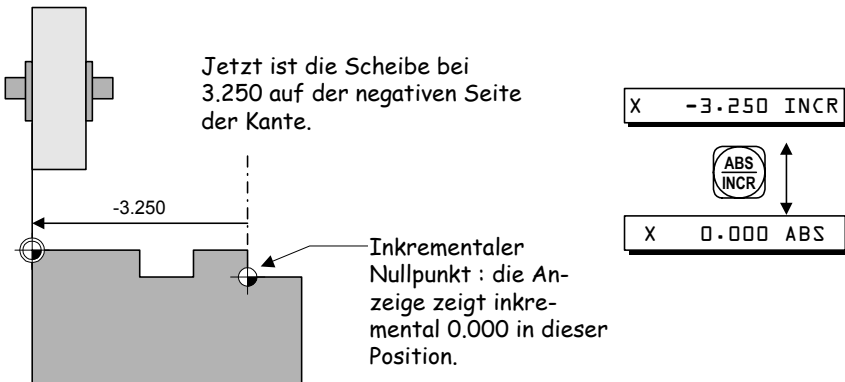 Jetzt ist die Scheibe bei
3.250 auf der negativen Seite
der Kante.
X -3.250 INCR
ABS
INCR
X 0.000 ABS
-3.250
Inkrementaler
Nullpunkt : die An-
zeige zeigt inkre-
mental 0.000 in dieser
Position.